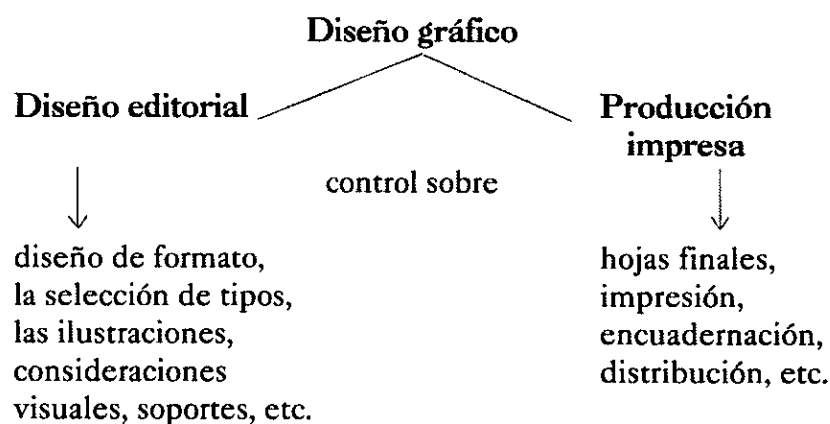 Diseño gráfico
Diseño editorial
Producción
impresa
control sobre
diseño de formato,
la selección de tipos,
las ilustraciones,
consideraciones
visuales, soportes, etc.
hojas finales,
impresión,
encuadernación,
distribución, etc.